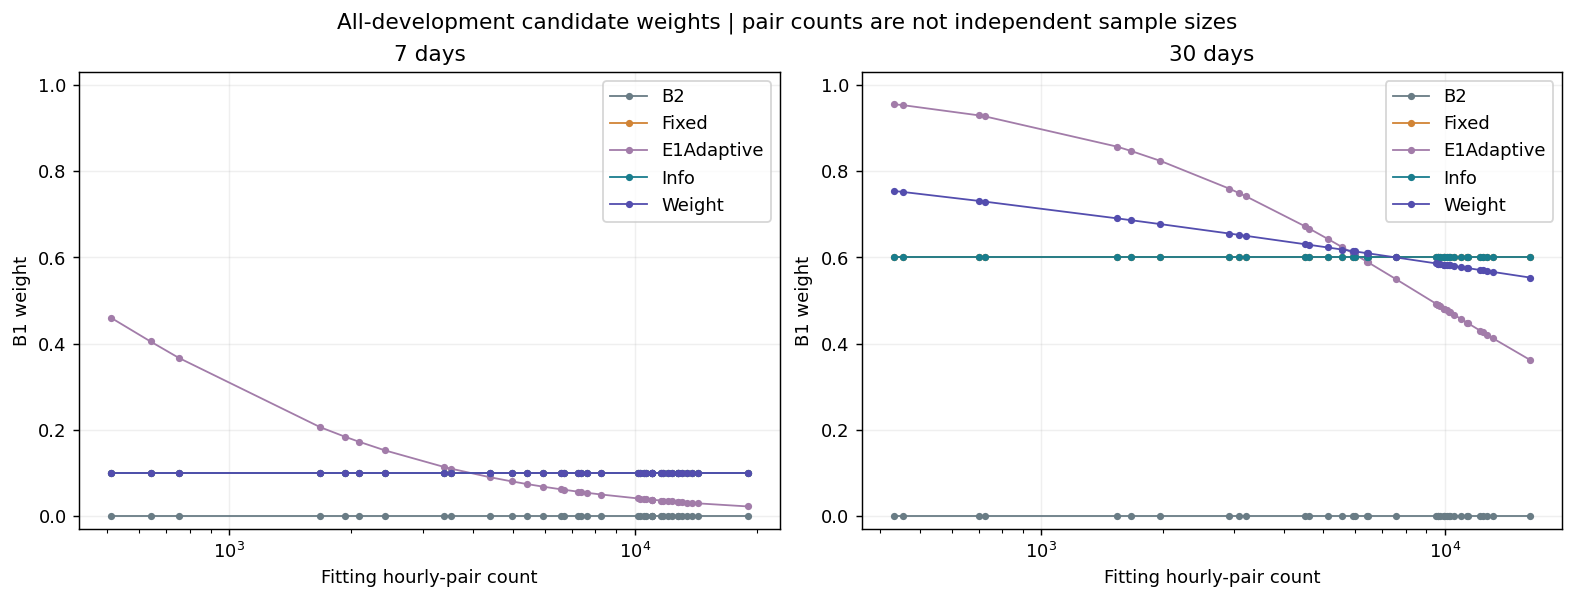 All-development candidate weights | pair counts are not independent sample sizes
7 days
B1 weight
1.0
0.8
0.6
0.4
0.2
0.0
10³
10⁴
Fitting hourly-pair count
B2
Fixed
E1Adaptive
Info
Weight
30 days
B1 weight
1.0
0.8
0.6
0.4
0.2
0.0
10³
10⁴
Fitting hourly-pair count
B2
Fixed
E1Adaptive
Info
Weight